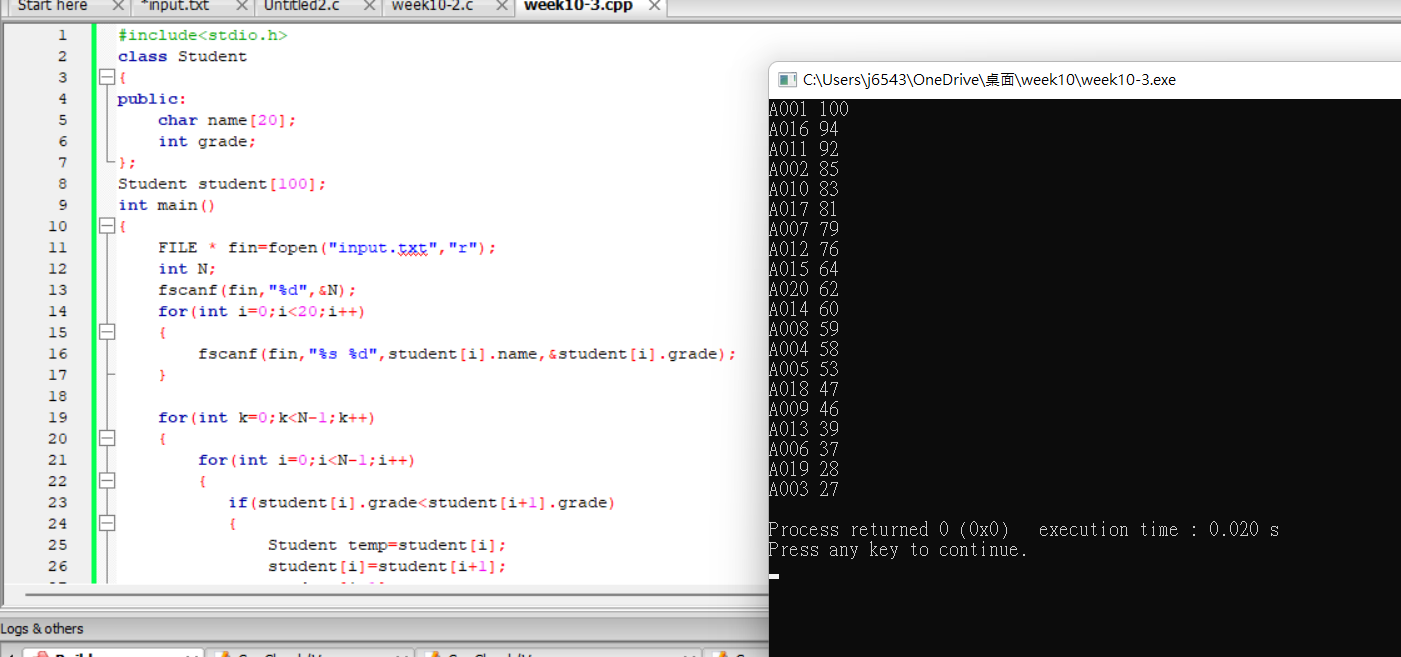 Start here
*input.txt
Untitled2.c
week10-2.c
week10-3.cpp
1 #include<stdio.h>
2 class Student
3 {
4 public:
5 char name[20];
6 int grade;
7 };
8 Student student[100];
9 int main()
10 {
11 FILE * fin=fopen("input.txt","r");
12 int N;
13 fscanf(fin,"%d",&N);
14 for(int i=0;i<20;i++)
15 {
16 fscanf(fin,"%s %d",student[i].name,&student[i].grade);
17 }
18
19 for(int k=0;k<N-1;k++)
20 {
21 for(int i=0;i<N-1;i++)
22 {
23 if(student[i].grade<student[i+1].grade)
24 {
25 Student temp=student[i];
26 student[i]=student[i+1];
Logs & others
C:\Users\j6543\OneDrive\桌面\week10\week10-3.exe
A001 100
A016 94
A011 92
A002 85
A010 83
A017 81
A007 79
A012 76
A015 64
A020 62
A014 60
A008 59
A004 58
A005 53
A018 47
A009 46
A013 39
A006 37
A019 28
A003 27
Process returned 0 (0x0) execution time : 0.020 s
Press any key to continue.